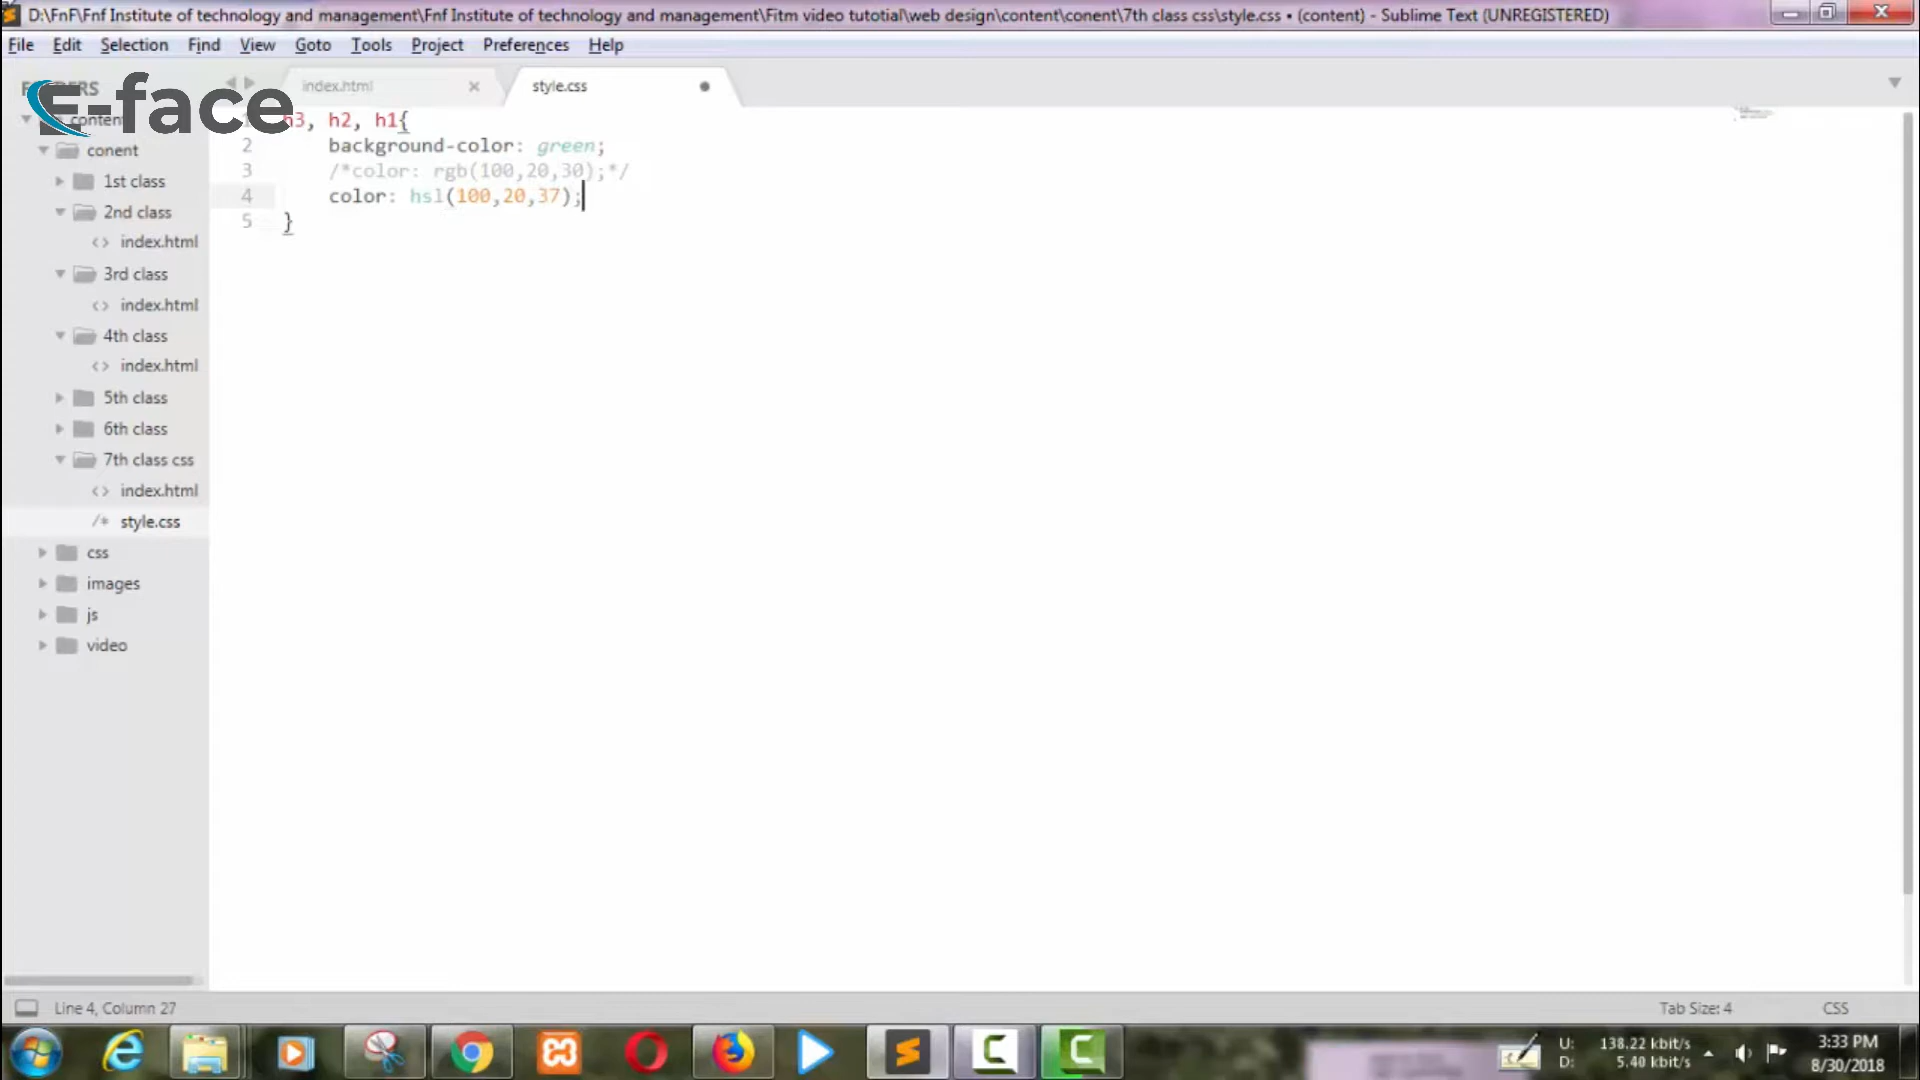 D:\FnF\Fnf Institute of technology and management\Fnf Institute of technology and management\Fitm video tutotial\web design\content\conent\7th class css\style.css • (content) - Sublime Text (UNREGISTERED)
File Edit Selection Find View Goto Tools Project Preferences Help
E-face
index.html
style.css
content
conent
1st class
2nd class
index.html
3rd class
index.html
4th class
index.html
5th class
6th class
7th class css
index.html
style.css
css
images
js
video
h3, h2, h1{
2 background-color: green;
3 /*color: rgb(100,20,30);*/
4 color: hsl(100,20,37);
5 }
Line 4, Column 27
Tab Size: 4
CSS
U: 138.22 kbit/s
D: 5.40 kbit/s
3:33 PM
8/30/2018